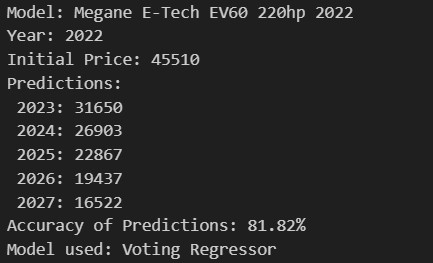 Model: Megane E-Tech EV60 220hp 2022
Year: 2022
Initial Price: 45510
Predictions:
2023: 31650
2024: 26903
2025: 22867
2026: 19437
2027: 16522
Accuracy of Predictions: 81.82%
Model used: Voting Regressor